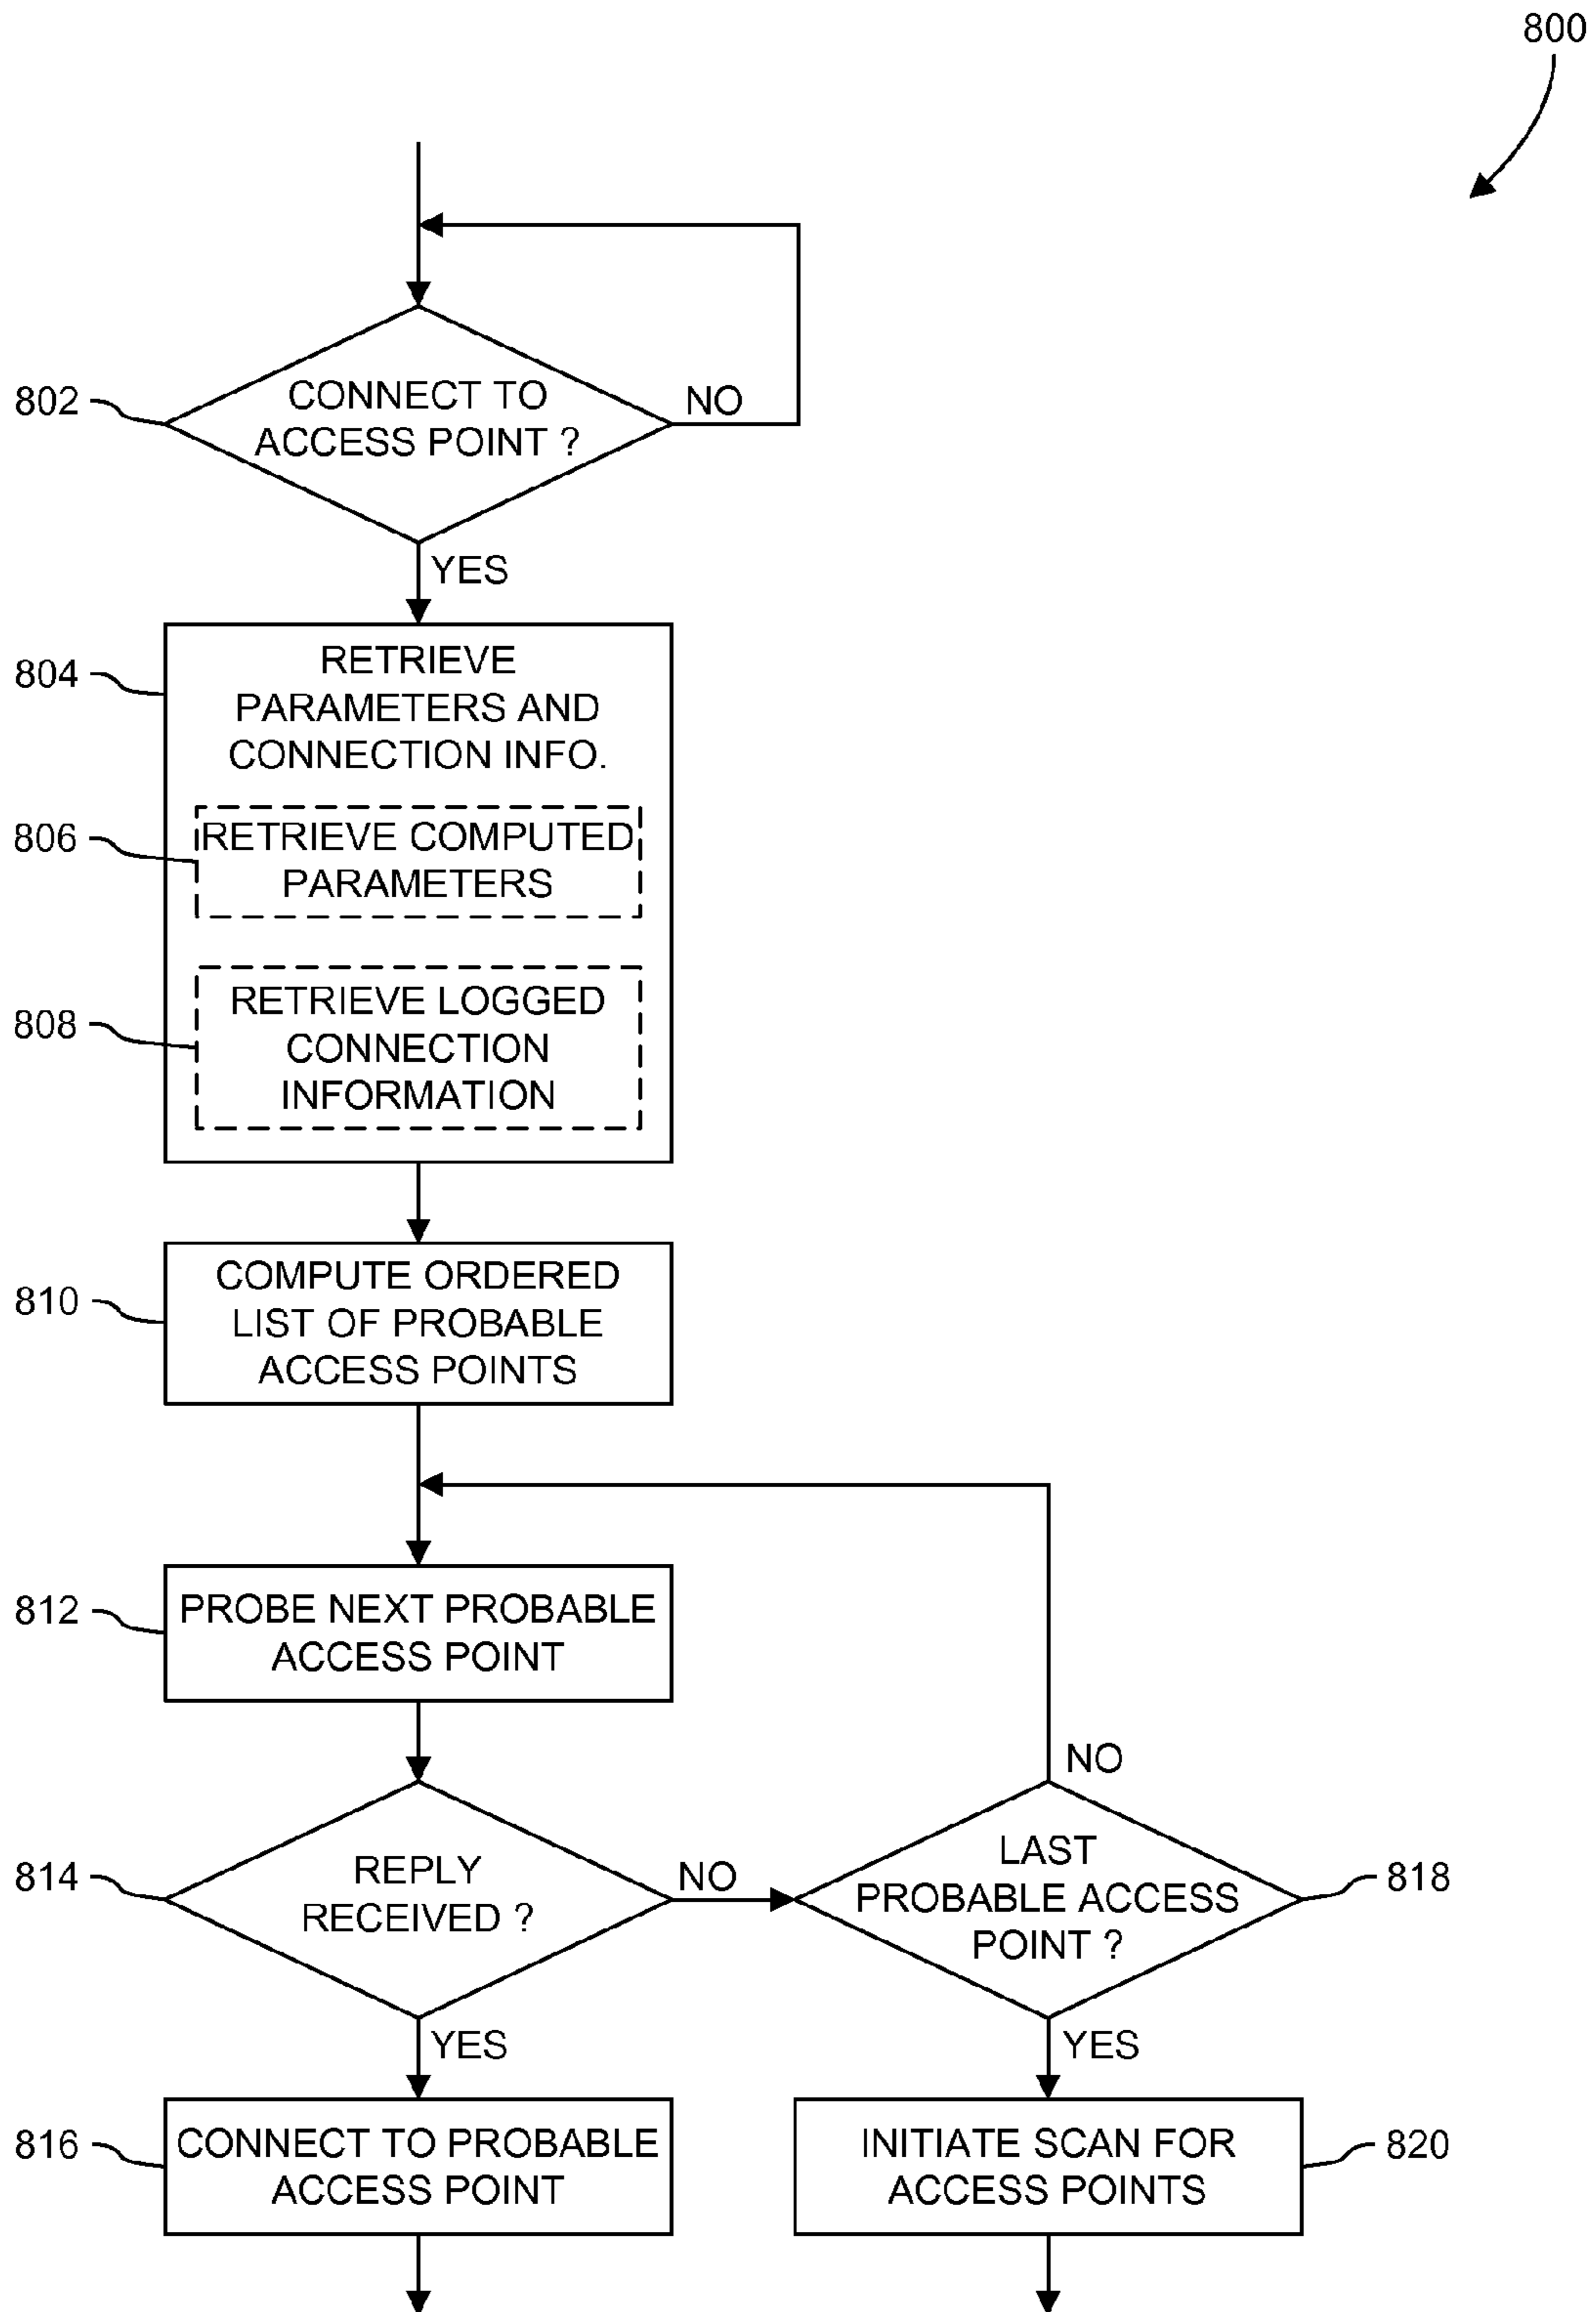 800
802
CONNECT TO
ACCESS POINT ?
NO
YES
804
RETRIEVE
PARAMETERS AND
CONNECTION INFO.
806
RETRIEVE COMPUTED
PARAMETERS
808
RETRIEVE LOGGED
CONNECTION
INFORMATION
810
COMPUTE ORDERED
LIST OF PROBABLE
ACCESS POINTS
812
PROBE NEXT PROBABLE
ACCESS POINT
814
REPLY
RECEIVED ?
NO
YES
NO
LAST
PROBABLE ACCESS
POINT ?
818
YES
816
CONNECT TO PROBABLE
ACCESS POINT
INITIATE SCAN FOR
ACCESS POINTS
820